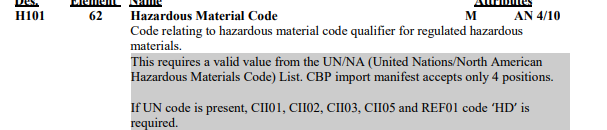 Des. Element Name Attributes
H101 62 Hazardous Material Code M AN 4/10
Code relating to hazardous material code qualifier for regulated hazardous
materials.
This requires a valid value from the UN/NA (United Nations/North American
Hazardous Materials Code) List. CBP import manifest accepts only 4 positions.
If UN code is present, CII01, CII02, CII03, CII05 and REF01 code ‘HD’ is
required.